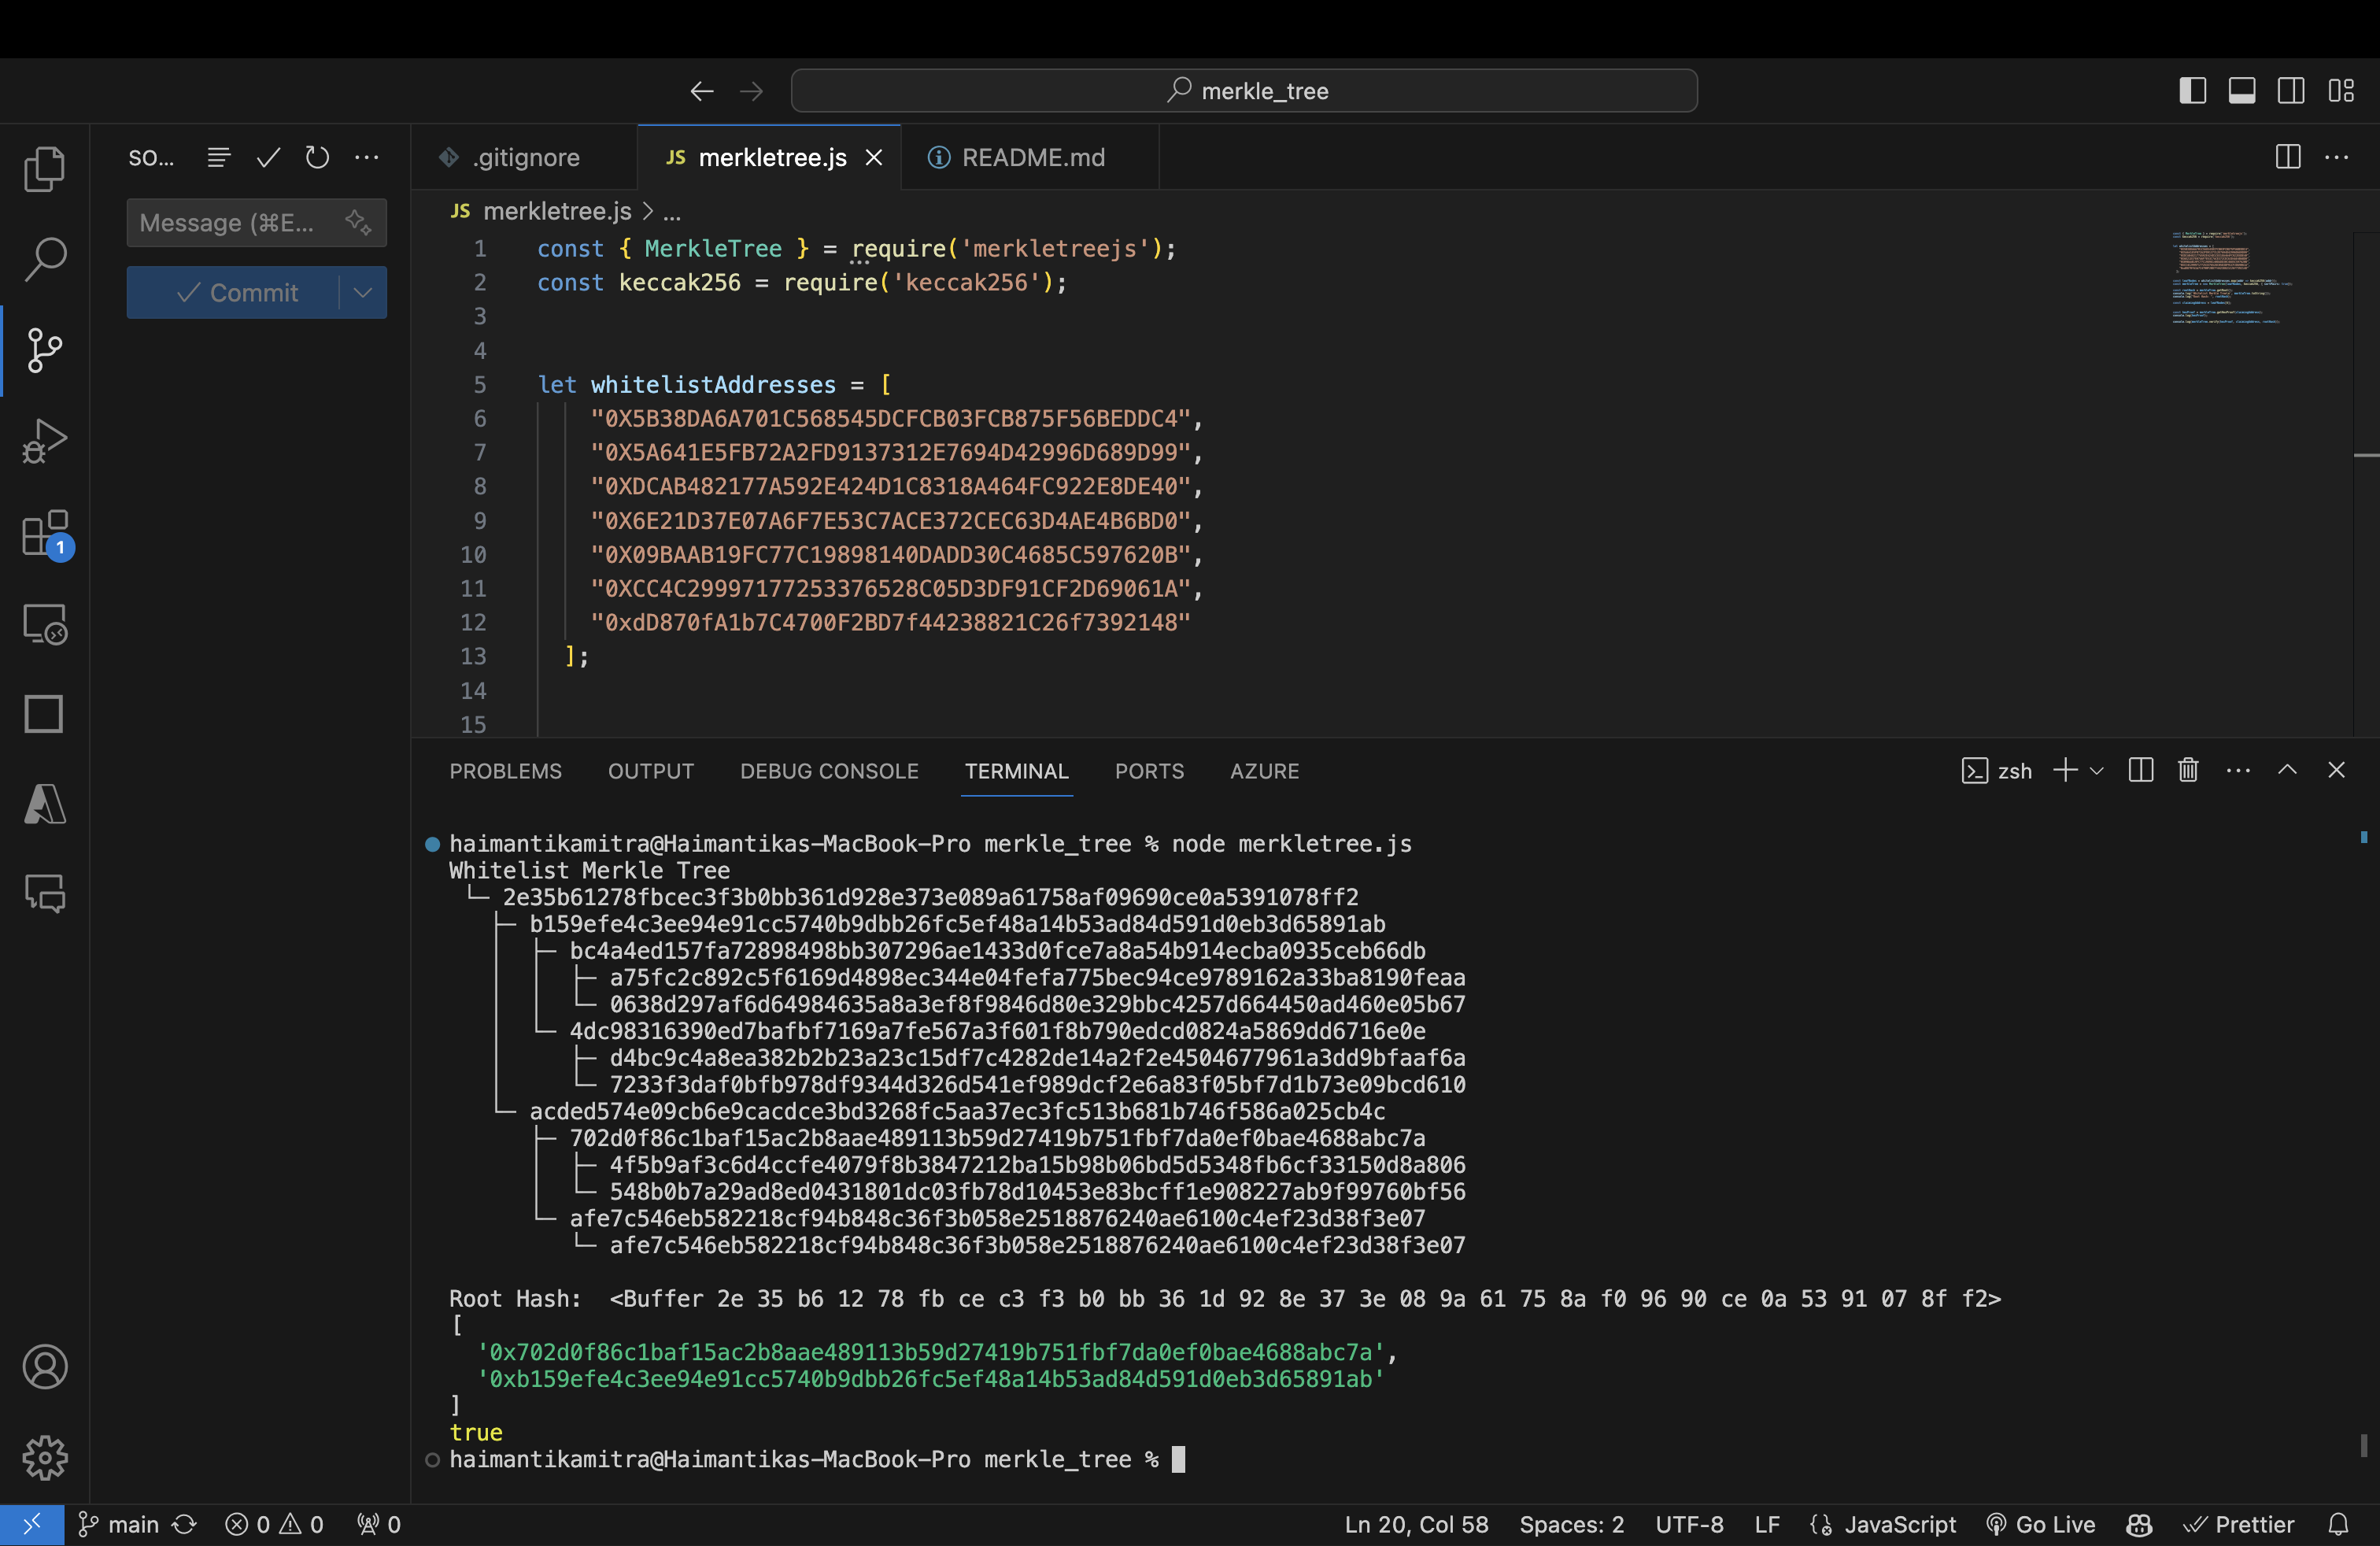 merkle_tree
SO...
.gitignore
JS merkletree.js
README.md
Message (⌘E...
Commit
JS merkletree.js > ...
1 const { MerkleTree } = require('merkletreejs');
2 const keccak256 = require('keccak256');
3
4
5 let whitelistAddresses = [
6 "0X5B38DA6A701C568545DCFCB03FCB875F56BEDDC4",
7 "0X5A641E5FB72A2FD9137312E7694D42996D689D99",
8 "0XDCAB482177A592E424D1C8318A464FC922E8DE40",
9 "0X6E21D37E07A6F7E53C7ACE372CEC63D4AE4B6BD0",
10 "0X09BAAB19FC77C19898140DADD30C4685C597620B",
11 "0XCC4C29997177253376528C05D3DF91CF2D69061A",
12 "0xdD870fA1b7C4700F2BD7f44238821C26f7392148"
13 ];
14
15
1
PROBLEMS OUTPUT DEBUG CONSOLE TERMINAL PORTS AZURE
zsh
haimantikamitra@Haimantikas-MacBook-Pro merkle_tree % node merkletree.js
Whitelist Merkle Tree
└─ 2e35b61278fbcec3f3b0bb361d928e373e089a61758af09690ce0a5391078ff2
├─ b159efe4c3ee94e91cc5740b9dbb26fc5ef48a14b53ad84d591d0eb3d65891ab
│ ├─ bc4a4ed157fa72898498bb307296ae1433d0fce7a8a54b914ecba0935ceb66db
│ │ ├─ a75fc2c892c5f6169d4898ec344e04fefa775bec94ce9789162a33ba8190feaa
│ │ └─ 0638d297af6d64984635a8a3ef8f9846d80e329bbc4257d664450ad460e05b67
│ └─ 4dc98316390ed7bafbf7169a7fe567a3f601f8b790edcd0824a5869dd6716e0e
│ ├─ d4bc9c4a8ea382b2b23a23c15df7c4282de14a2f2e4504677961a3dd9bfaaf6a
│ └─ 7233f3daf0bfb978df9344d326d541ef989dcf2e6a83f05bf7d1b73e09bcd610
└─ acded574e09cb6e9cacdce3bd3268fc5aa37ec3fc513b681b746f586a025cb4c
├─ 702d0f86c1baf15ac2b8aae489113b59d27419b751fbf7da0ef0bae4688abc7a
│ ├─ 4f5b9af3c6d4ccfe4079f8b3847212ba15b98b06bd5d5348fb6cf33150d8a806
│ └─ 548b0b7a29ad8ed0431801dc03fb78d10453e83bcff1e908227ab9f99760bf56
└─ afe7c546eb582218cf94b848c36f3b058e2518876240ae6100c4ef23d38f3e07
└─ afe7c546eb582218cf94b848c36f3b058e2518876240ae6100c4ef23d38f3e07
Root Hash:  <Buffer 2e 35 b6 12 78 fb ce c3 f3 b0 bb 36 1d 92 8e 37 3e 08 9a 61 75 8a f0 96 90 ce 0a 53 91 07 8f f2>
[
'0x702d0f86c1baf15ac2b8aae489113b59d27419b751fbf7da0ef0bae4688abc7a',
'0xb159efe4c3ee94e91cc5740b9dbb26fc5ef48a14b53ad84d591d0eb3d65891ab'
]
true
haimantikamitra@Haimantikas-MacBook-Pro merkle_tree %
main 0 0 0 Ln 20, Col 58 Spaces: 2 UTF-8 LF JavaScript Go Live Prettier